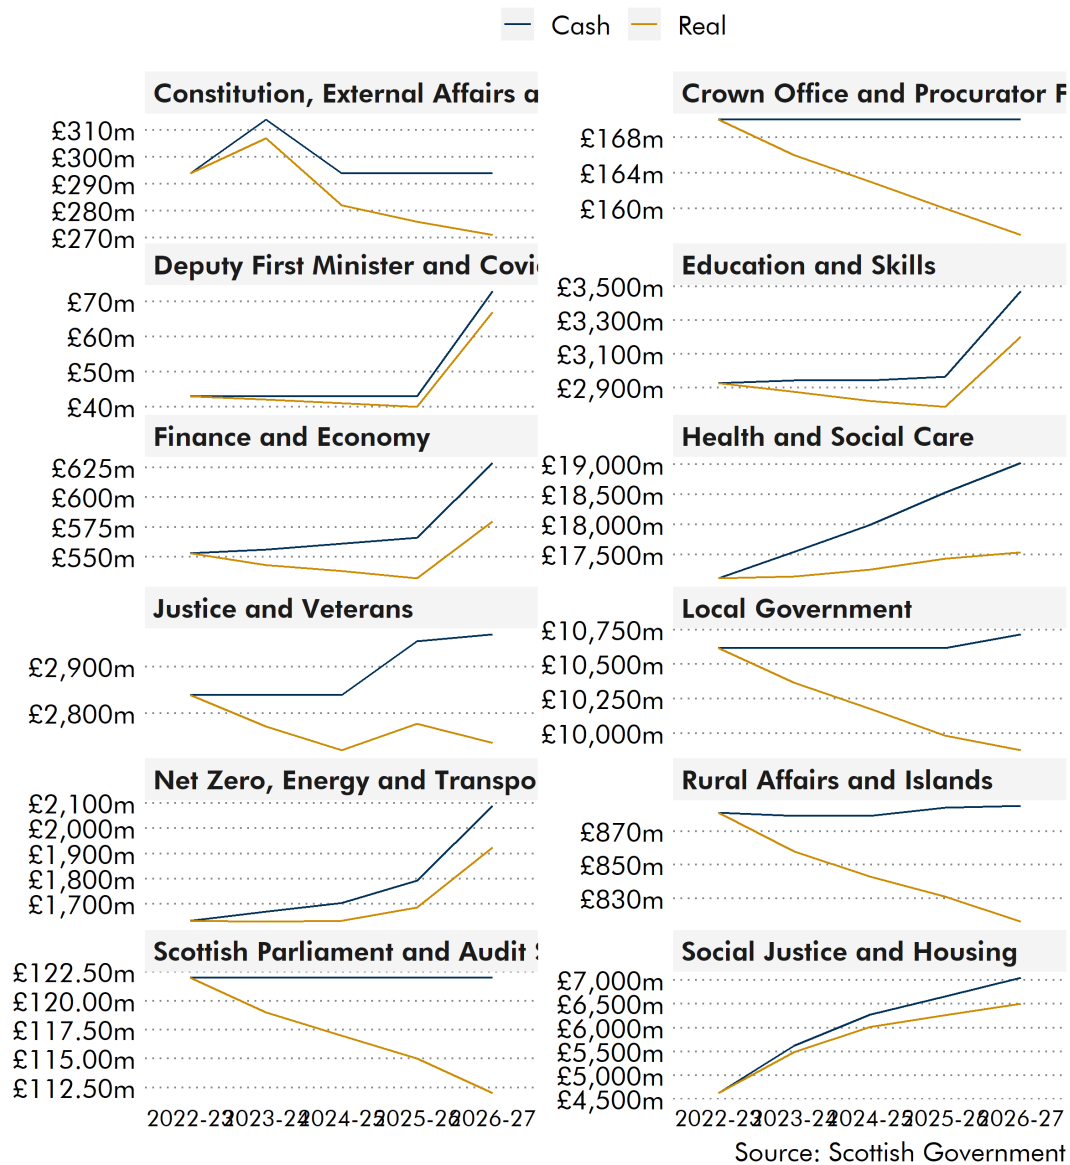 Cash Real
Constitution, External Affairs a
£310m
£300m
£290m
£280m
£270m
Crown Office and Procurator F
£168m
£164m
£160m
Deputy First Minister and Covi
£70m
£60m
£50m
£40m
Education and Skills
£3,500m
£3,300m
£3,100m
£2,900m
Finance and Economy
£625m
£600m
£575m
£550m
Health and Social Care
£19,000m
£18,500m
£18,000m
£17,500m
Justice and Veterans
£2,900m
£2,800m
Local Government
£10,750m
£10,500m
£10,250m
£10,000m
Net Zero, Energy and Transpo
£2,100m
£2,000m
£1,900m
£1,800m
£1,700m
Rural Affairs and Islands
£870m
£850m
£830m
Scottish Parliament and Audit S
£122.50m
£120.00m
£117.50m
£115.00m
£112.50m
2022-23 2023-24 2024-25 2025-26 2026-27
Social Justice and Housing
£7,000m
£6,500m
£6,000m
£5,500m
£5,000m
£4,500m
2022-23 2023-24 2024-25 2025-26 2026-27
Source: Scottish Government